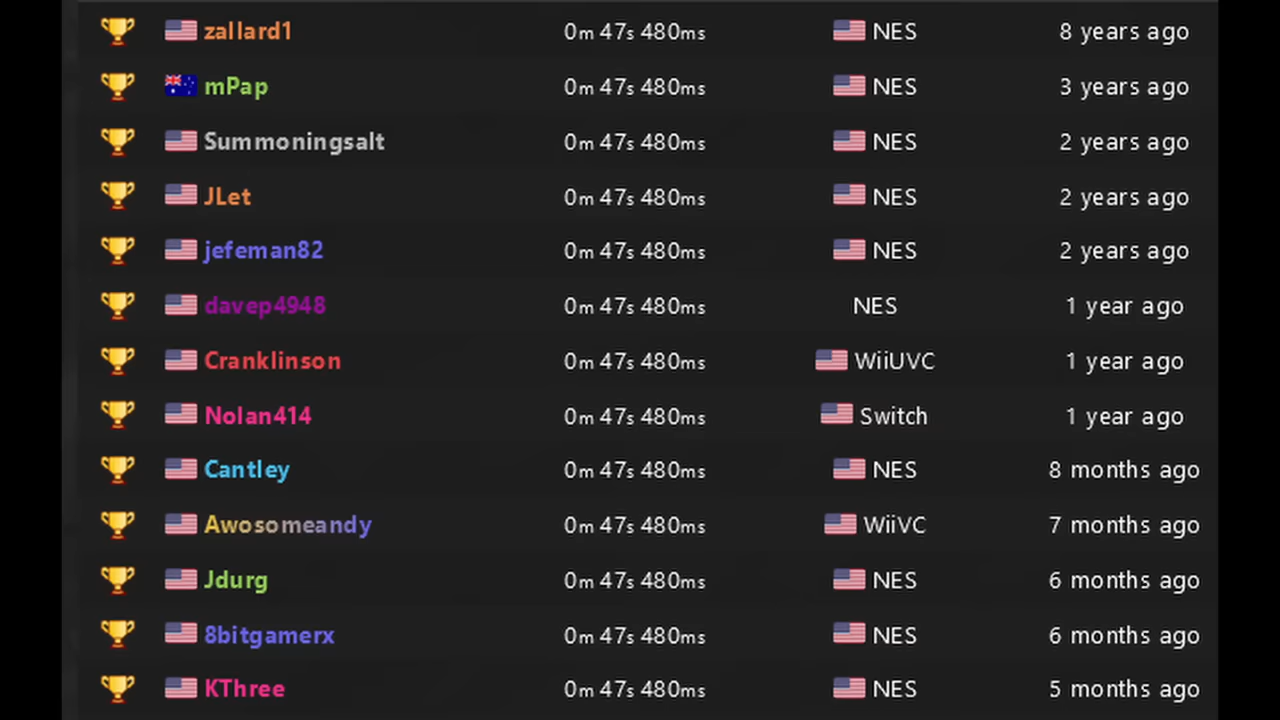 zallard1 0m 47s 480ms NES 8 years ago
mPap 0m 47s 480ms NES 3 years ago
Summoningsalt 0m 47s 480ms NES 2 years ago
JLet 0m 47s 480ms NES 2 years ago
jefeman82 0m 47s 480ms NES 2 years ago
davep4948 0m 47s 480ms NES 1 year ago
Cranklinson 0m 47s 480ms WiiUVC 1 year ago
Nolan414 0m 47s 480ms Switch 1 year ago
Cantley 0m 47s 480ms NES 8 months ago
Awosomeandy 0m 47s 480ms WiiVC 7 months ago
Jdurg 0m 47s 480ms NES 6 months ago
8bitgamerx 0m 47s 480ms NES 6 months ago
KThree 0m 47s 480ms NES 5 months ago